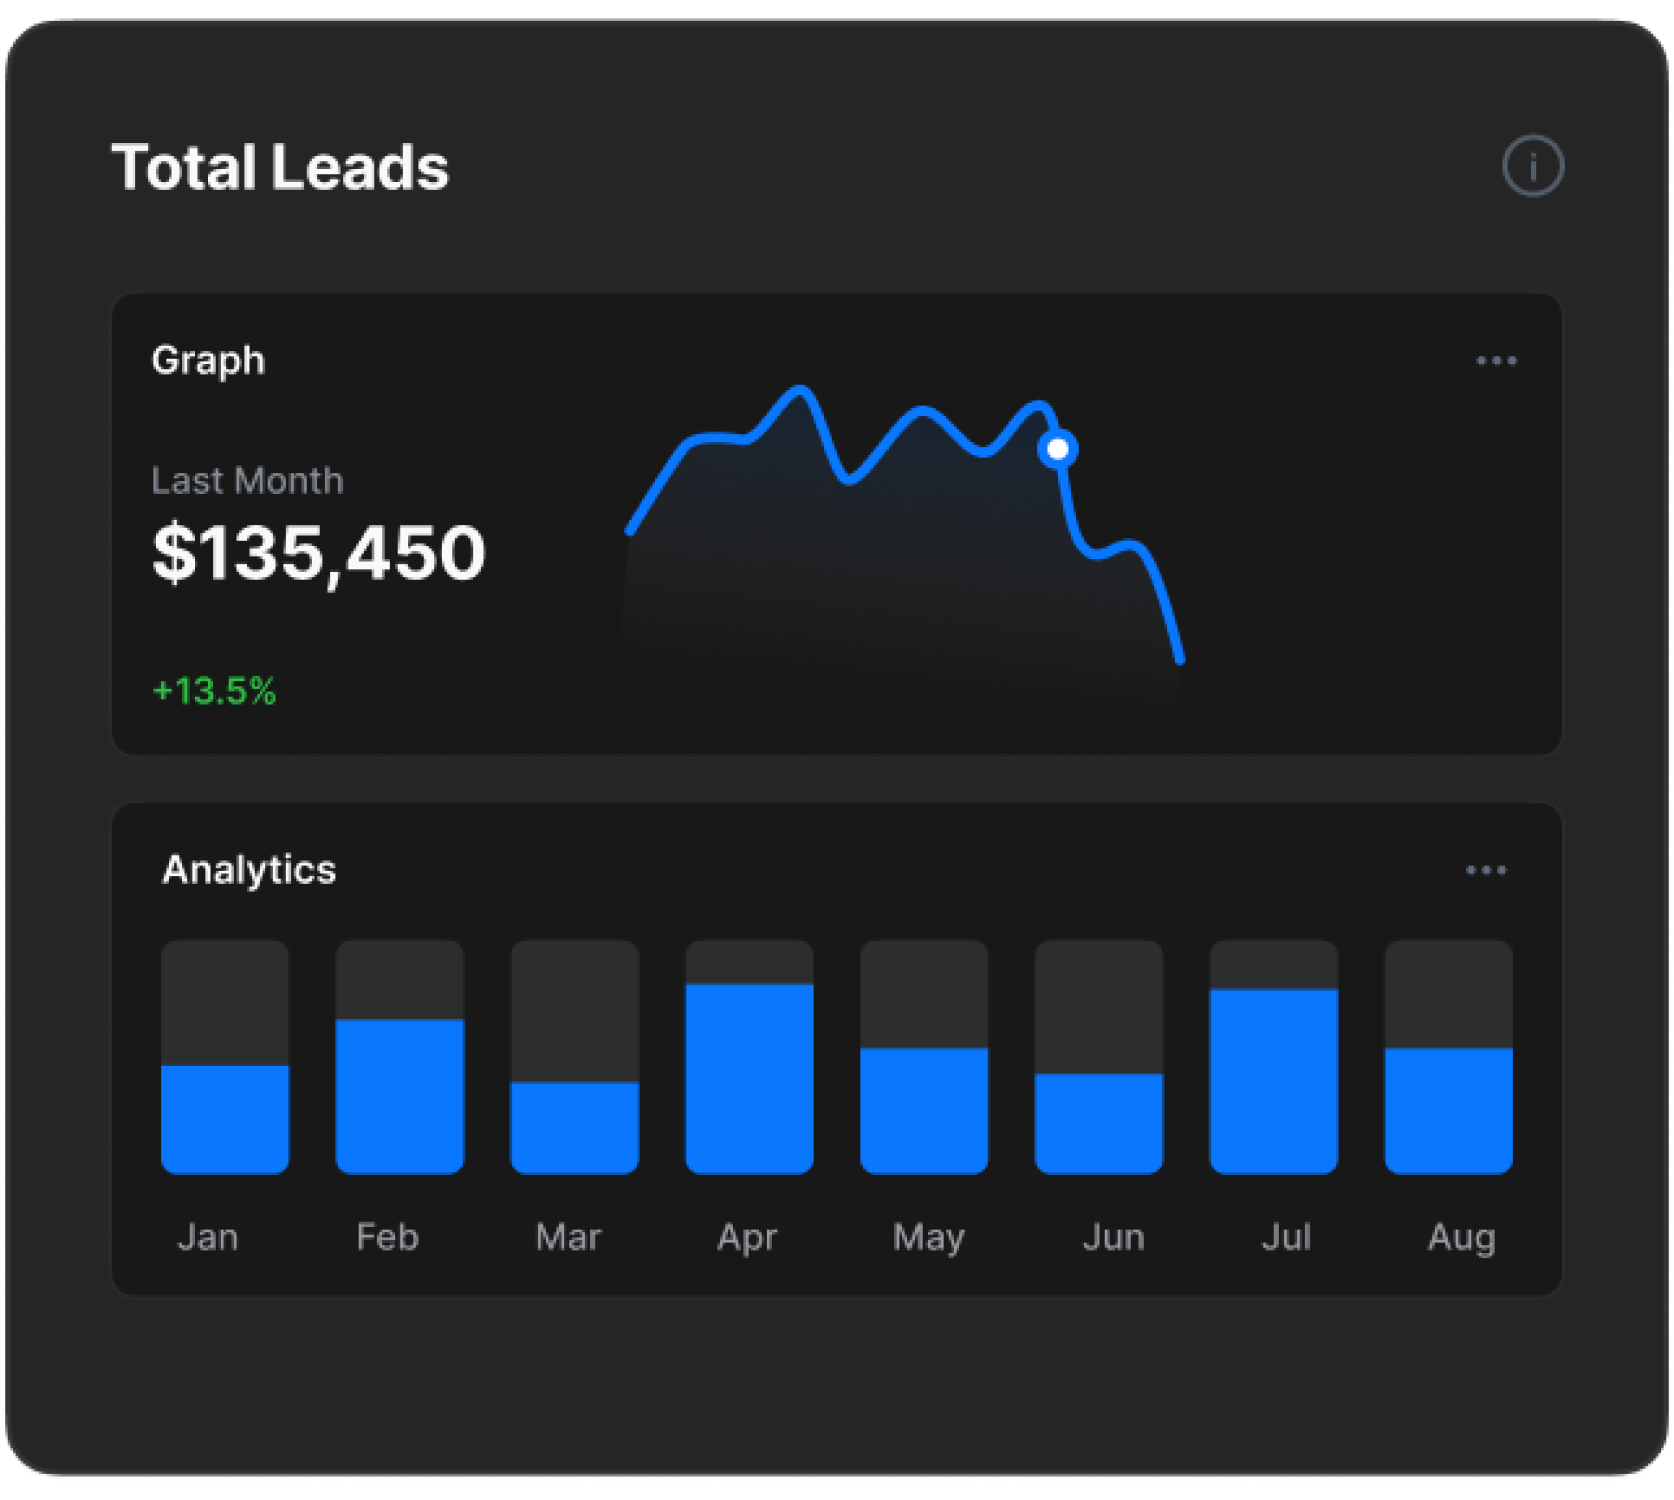 Total Leads
Graph
Last Month
$135,450
+13.5%
Analytics
Jan Feb Mar Apr May Jun Jul Aug